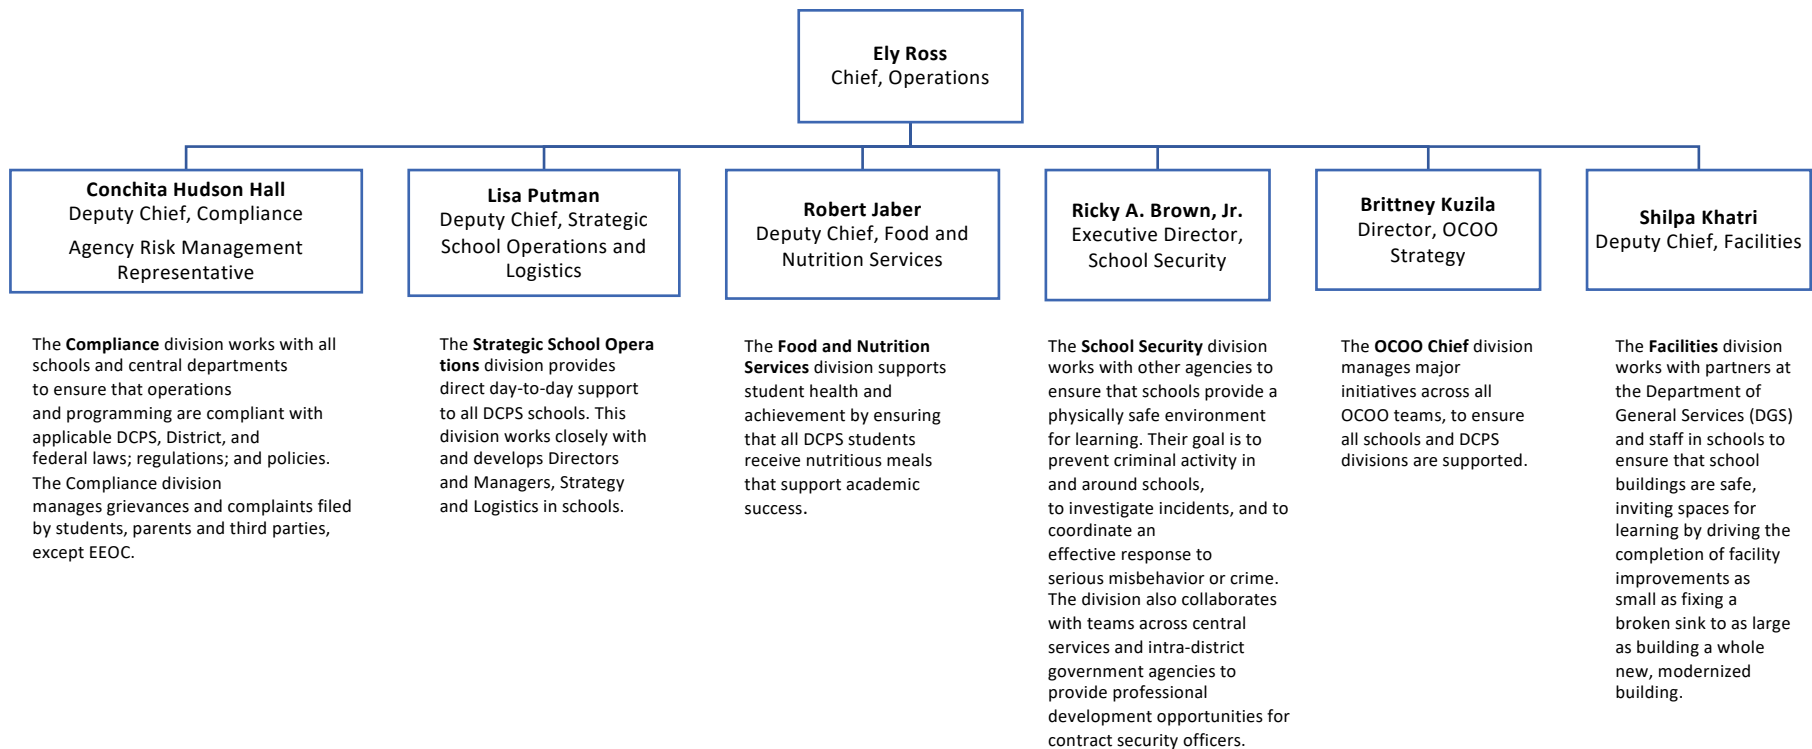 Ely Ross
Chief, Operations
Conchita Hudson Hall
Deputy Chief, Compliance
Agency Risk Management
Representative
Lisa Putman
Deputy Chief, Strategic
School Operations and
Logistics
Robert Jaber
Deputy Chief, Food and
Nutrition Services
Ricky A. Brown, Jr.
Executive Director,
School Security
Brittney Kuzila
Director, OCOO
Strategy
Shilpa Khatri
Deputy Chief, Facilities
The Compliance division works with all
schools and central departments
to ensure that operations
and programming are compliant with
applicable DCPS, District, and
federal laws; regulations; and policies.
The Compliance division
manages grievances and complaints filed
by students, parents and third parties,
except EEOC.
The Strategic School Opera
tions division provides
direct day-to-day support
to all DCPS schools. This
division works closely with
and develops Directors
and Managers, Strategy
and Logistics in schools.
The Food and Nutrition
Services division supports
student health and
achievement by ensuring
that all DCPS students
receive nutritious meals
that support academic
success.
The School Security division
works with other agencies to
ensure that schools provide a
physically safe environment
for learning. Their goal is to
prevent criminal activity in
and around schools,
to investigate incidents, and to
coordinate an
effective response to
serious misbehavior or crime.
The division also collaborates
with teams across central
services and intra-district
government agencies to
provide professional
development opportunities for
contract security officers.
The OCOO Chief division
manages major
initiatives across all
OCOO teams, to ensure
all schools and DCPS
divisions are supported.
The Facilities division
works with partners at
the Department of
General Services (DGS)
and staff in schools to
ensure that school
buildings are safe,
inviting spaces for
learning by driving the
completion of facility
improvements as
small as fixing a
broken sink to as large
as building a whole
new, modernized
building.